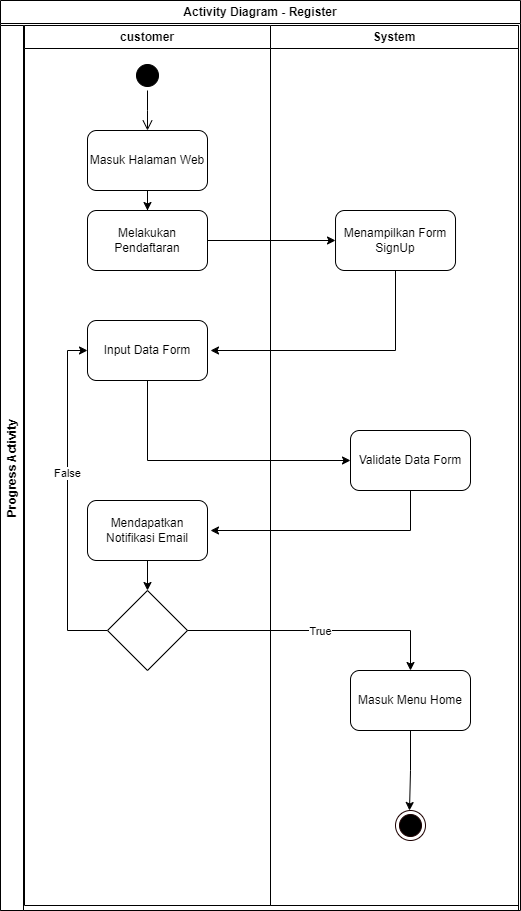 Activity Diagram - Register
customer
System
Progress Activity
Masuk Halaman Web
Melakukan
Pendaftaran
Menampilkan Form
SignUp
Input Data Form
Validate Data Form
False
Mendapatkan
Notifikasi Email
True
Masuk Menu Home